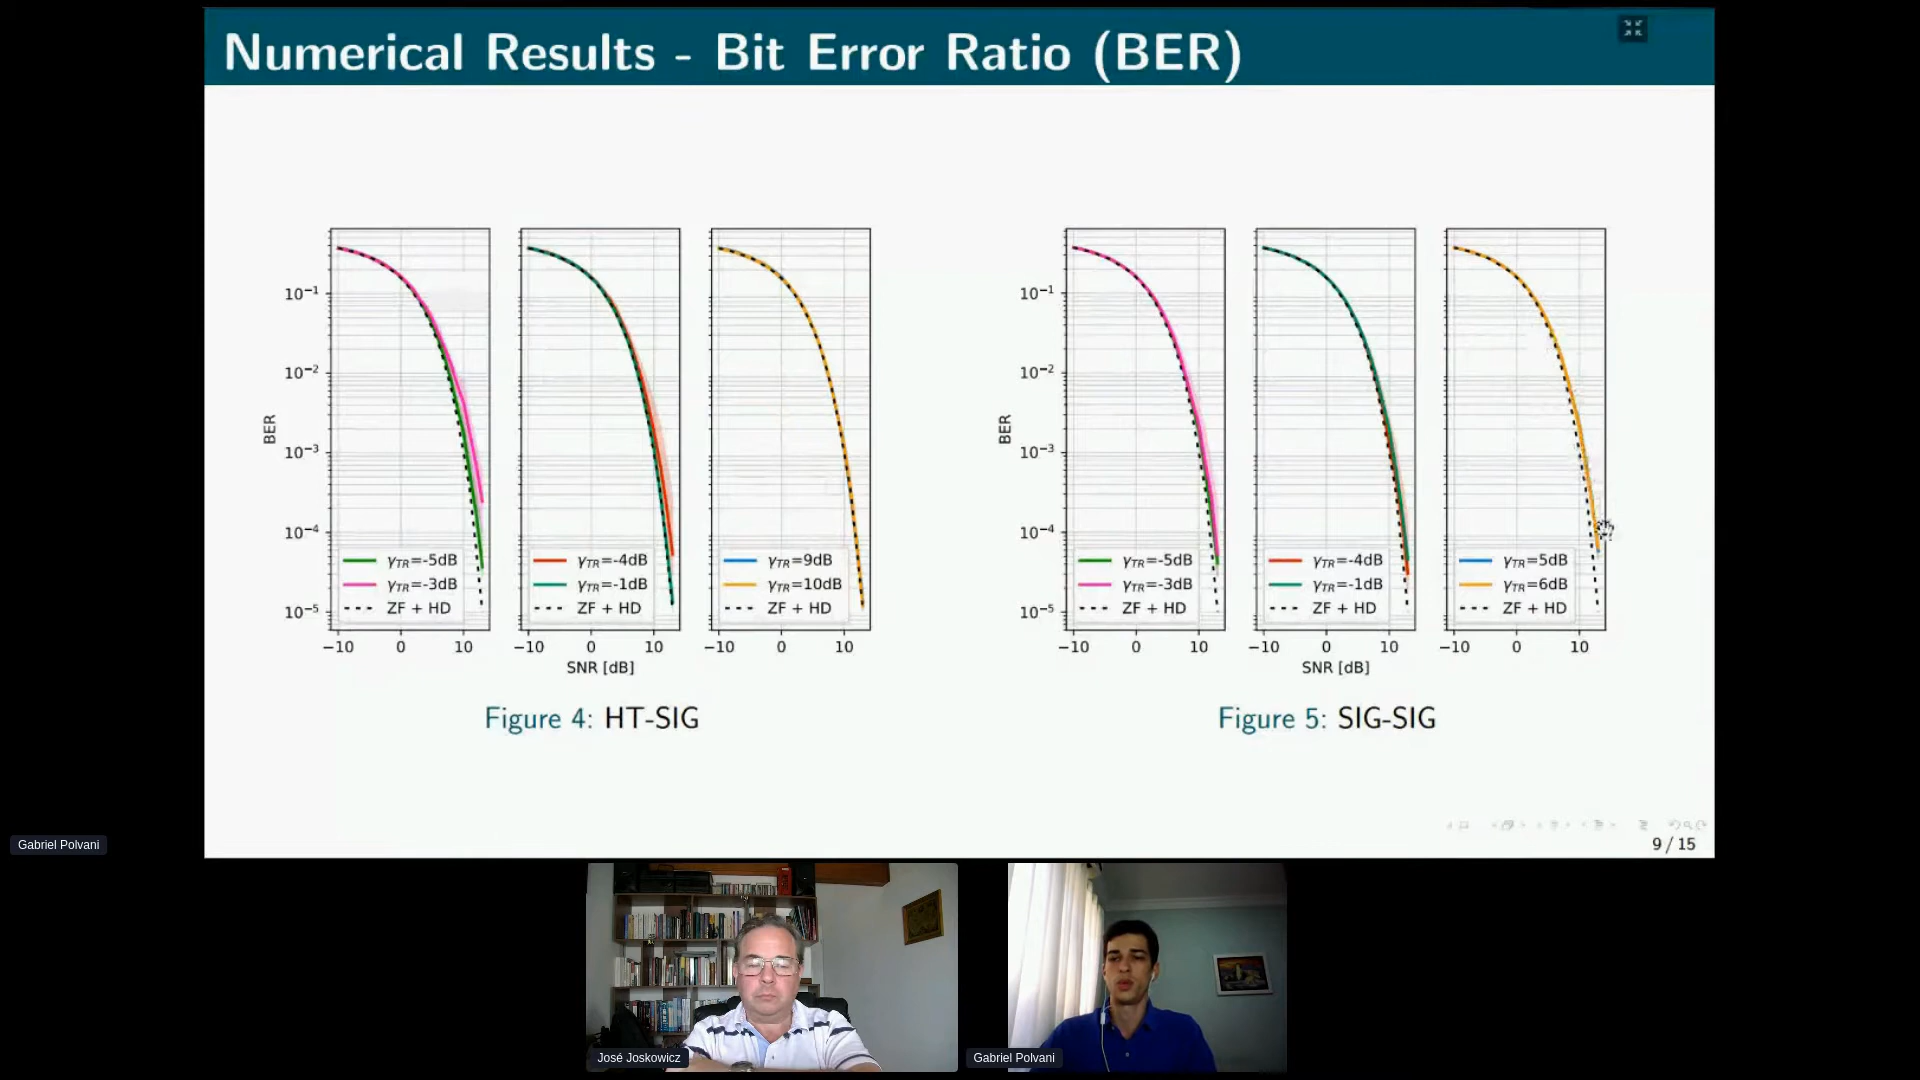 Numerical Results - Bit Error Ratio (BER)
BER
10⁻¹
10⁻²
10⁻³
10⁻⁴
10⁻⁵
γTR=-5dB
γTR=-3dB
ZF + HD
−10 0 10
γTR=-4dB
γTR=-1dB
ZF + HD
−10 0 10
SNR [dB]
γTR=9dB
γTR=10dB
ZF + HD
−10 0 10
Figure 4: HT-SIG
BER
10⁻¹
10⁻²
10⁻³
10⁻⁴
10⁻⁵
γTR=-5dB
γTR=-3dB
ZF + HD
−10 0 10
γTR=-4dB
γTR=-1dB
ZF + HD
−10 0 10
SNR [dB]
γTR=5dB
γTR=6dB
ZF + HD
−10 0 10
Figure 5: SIG-SIG
9 / 15
Gabriel Polvani
José Joskowicz
Gabriel Polvani